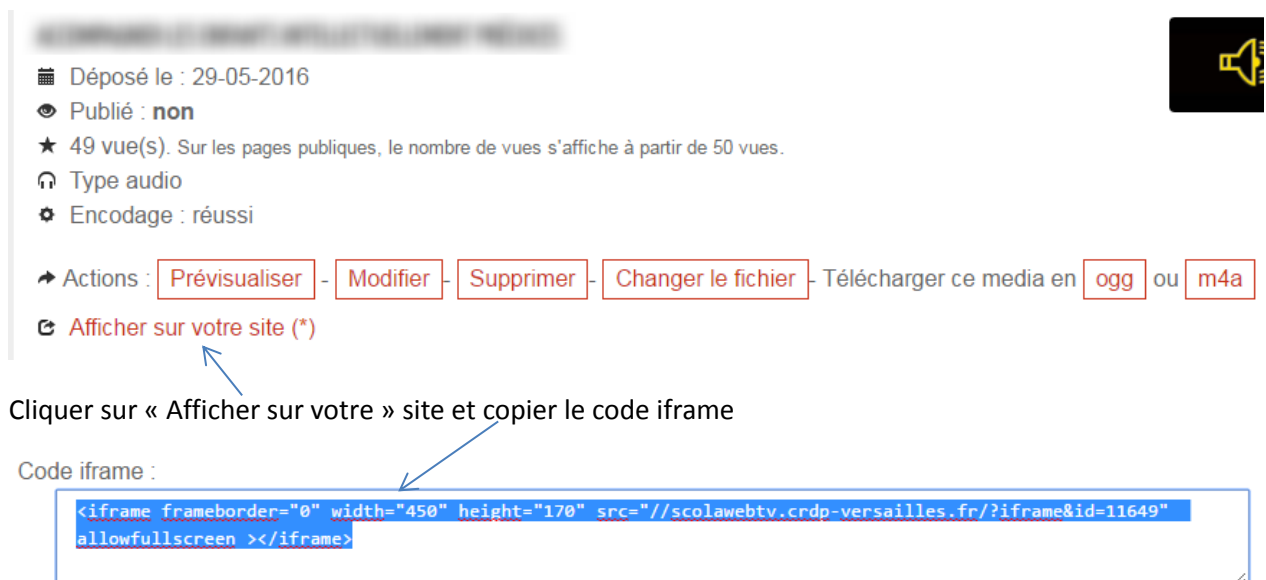 Déposé le : 29-05-2016
Publié : non
49 vue(s). Sur les pages publiques, le nombre de vues s'affiche à partir de 50 vues.
Type audio
Encodage : réussi
Actions : Prévisualiser - Modifier - Supprimer - Changer le fichier - Télécharger ce media en ogg ou m4a
Afficher sur votre site (*)
Cliquer sur « Afficher sur votre » site et copier le code iframe
Code iframe :
<iframe frameborder="0" width="450" height="170" src="//scolawebtv.crdp-versailles.fr/?iframe&id=11649"
allowfullscreen ></iframe>